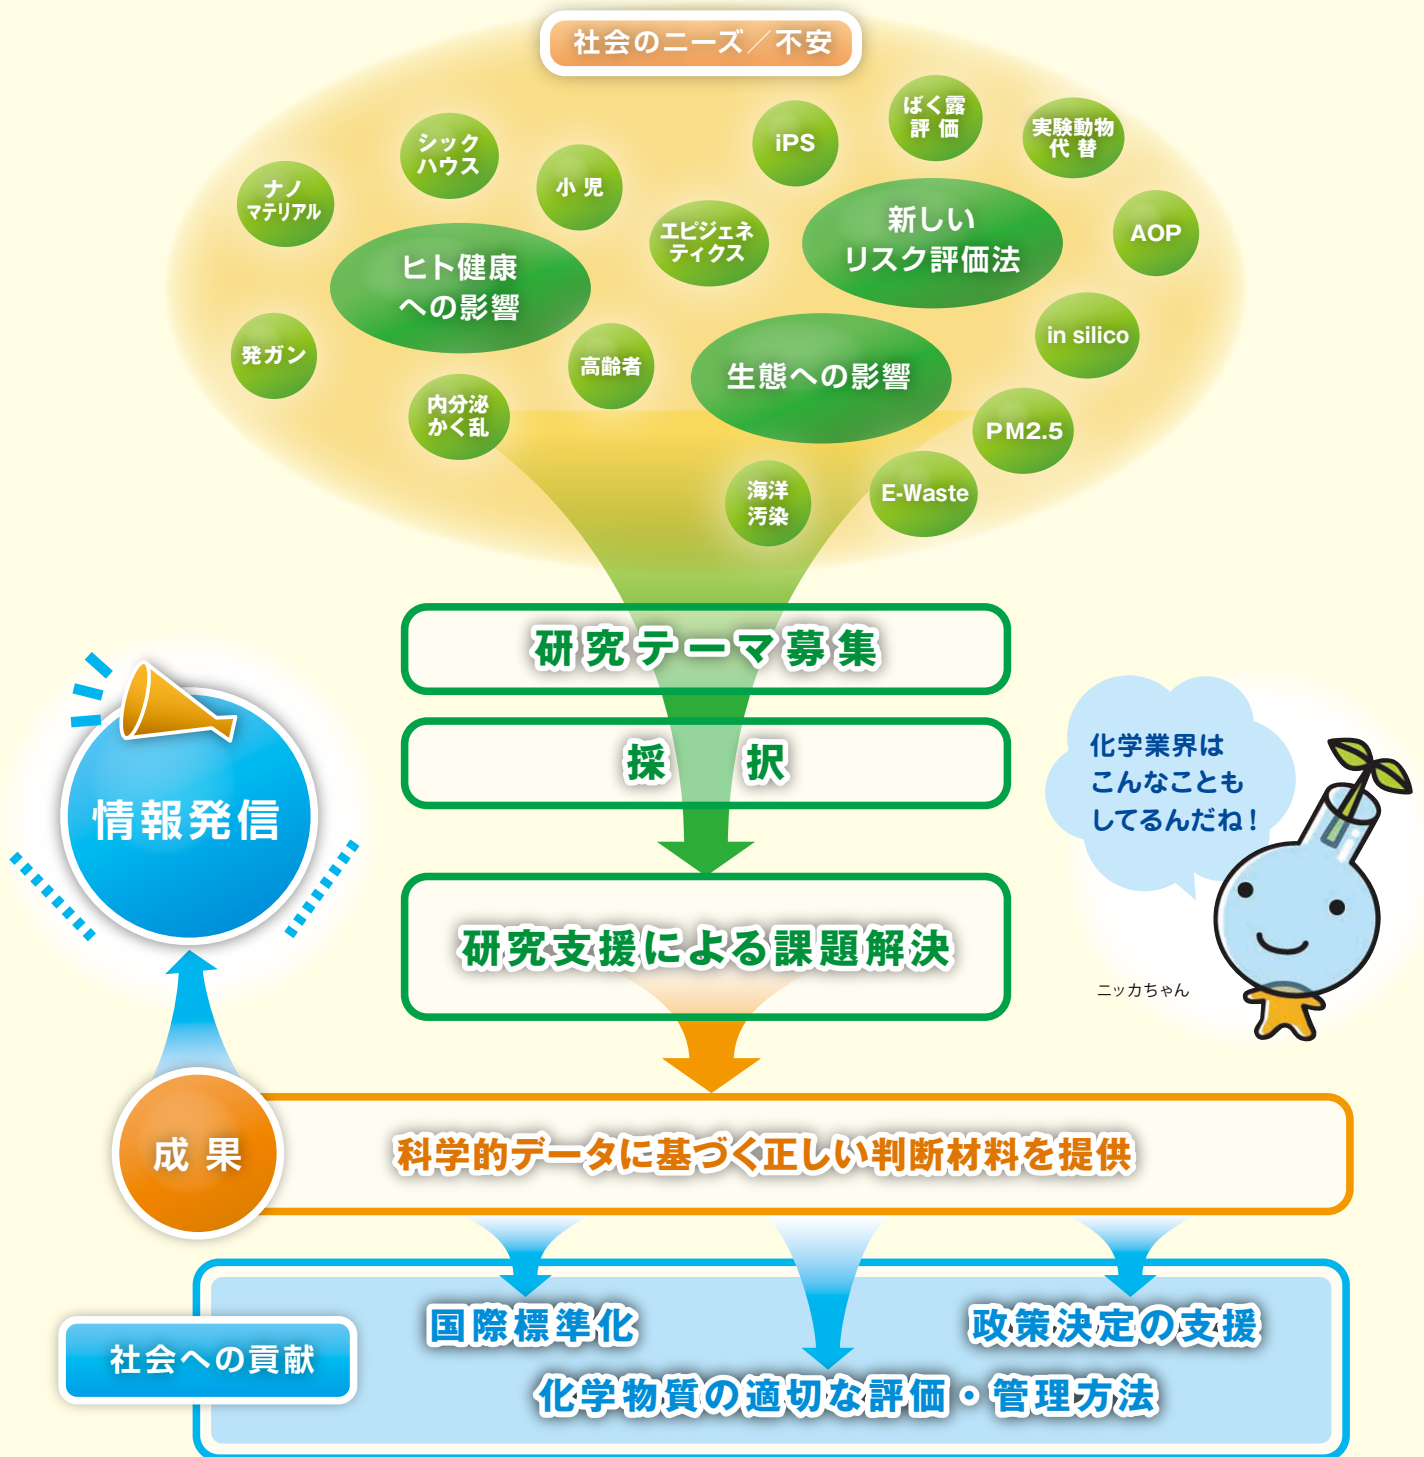 社会のニーズ／不安
シック
ハウス
ナノ
マテリアル
小 児
iPS
ばく露
評 価
実験動物
代 替
エピジェネ
ティクス
新しい
リスク評価法
AOP
ヒト健康
への影響
発ガン
高齢者
内分泌
かく乱
生態への影響
in silico
PM2.5
E-Waste
海洋
汚染
研究テーマ募集
採 択
研究支援による課題解決
情報発信
化学業界は
こんなことも
してるんだね！
ニッカちゃん
成 果
科学的データに基づく正しい判断材料を提供
社会への貢献
国際標準化
政策決定の支援
化学物質の適切な評価・管理方法